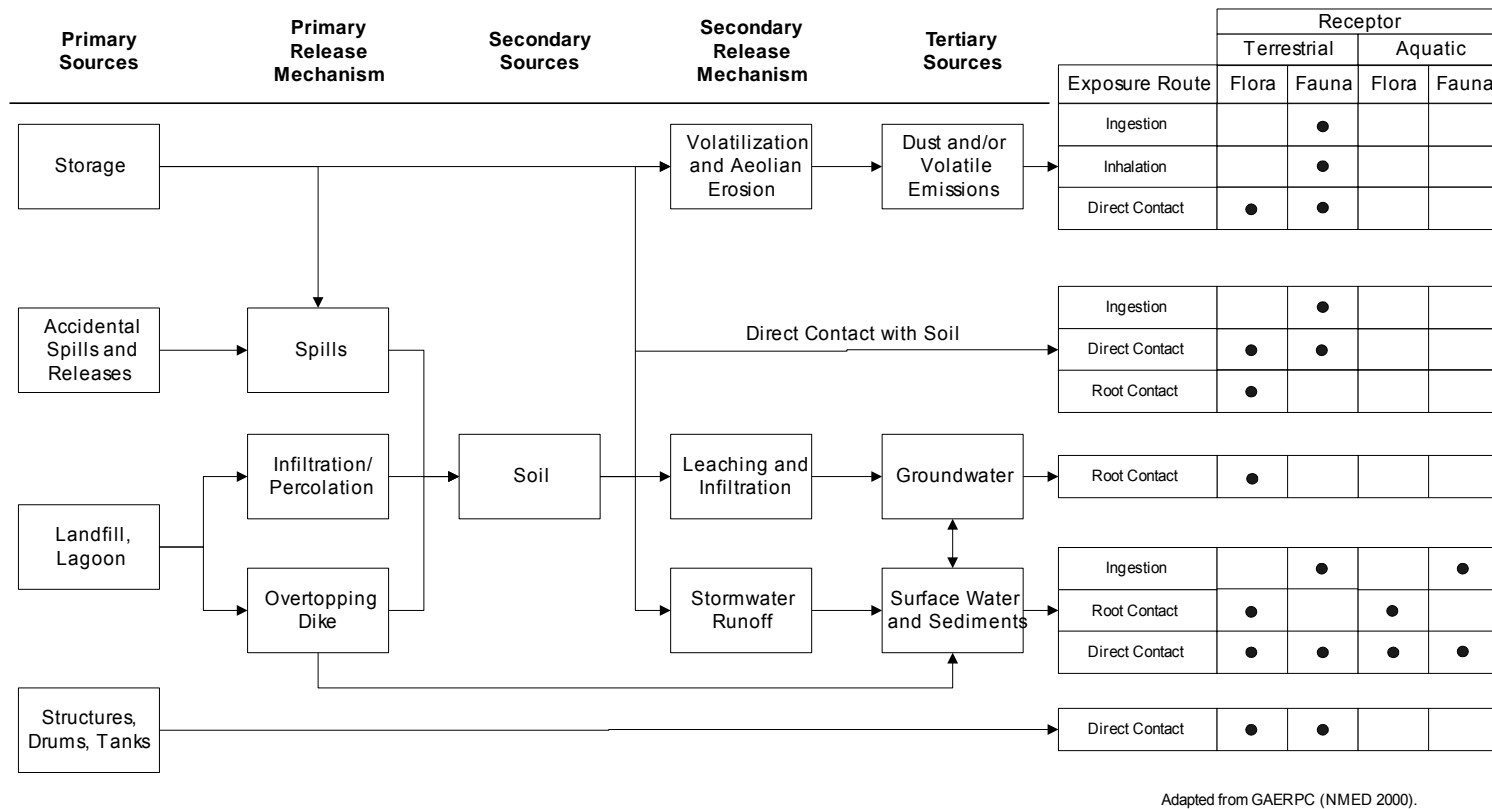 Primary
Sources
Primary
Release
Mechanism
Secondary
Sources
Secondary
Release
Mechanism
Tertiary
Sources
Receptor
Terrestrial
Aquatic
Exposure Route
Flora
Fauna
Flora
Fauna
Storage
Volatilization
and Aeolian
Erosion
Dust and/or
Volatile
Emissions
Ingestion
Inhalation
Direct Contact
Accidental
Spills and
Releases
Spills
Direct Contact with Soil
Ingestion
Direct Contact
Root Contact
Landfill,
Lagoon
Infiltration/
Percolation
Soil
Leaching and
Infiltration
Groundwater
Root Contact
Overtopping
Dike
Stormwater
Runoff
Surface Water
and Sediments
Ingestion
Root Contact
Direct Contact
Structures,
Drums, Tanks
Direct Contact
Adapted from GAERPC (NMED 2000).